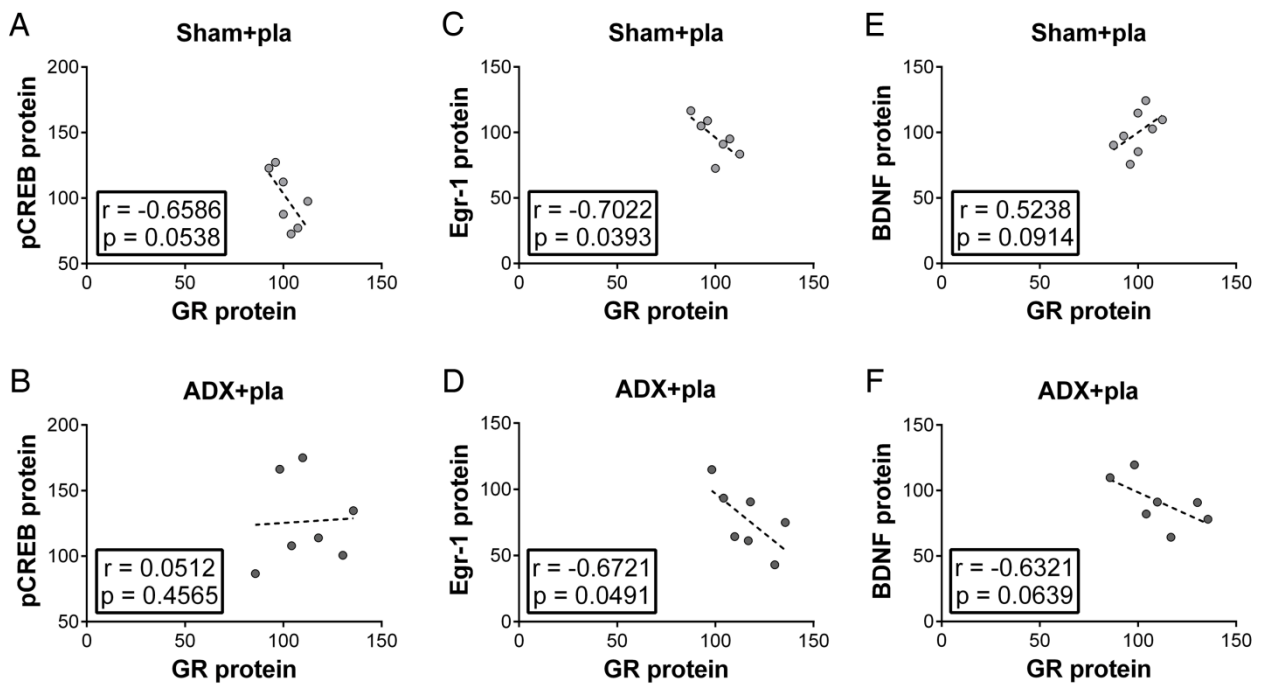 A
Sham+pla
pCREB protein
200
150
100
50
r = -0.6586
p = 0.0538
0
50
100
150
GR protein
C
Sham+pla
Egr-1 protein
150
100
50
0
r = -0.7022
p = 0.0393
0
50
100
150
GR protein
E
Sham+pla
BDNF protein
150
100
50
0
r = 0.5238
p = 0.0914
0
50
100
150
GR protein
B
ADX+pla
pCREB protein
200
150
100
50
r = 0.0512
p = 0.4565
0
50
100
150
GR protein
D
ADX+pla
Egr-1 protein
150
100
50
0
r = -0.6721
p = 0.0491
0
50
100
150
GR protein
F
ADX+pla
BDNF protein
150
100
50
0
r = -0.6321
p = 0.0639
0
50
100
150
GR protein